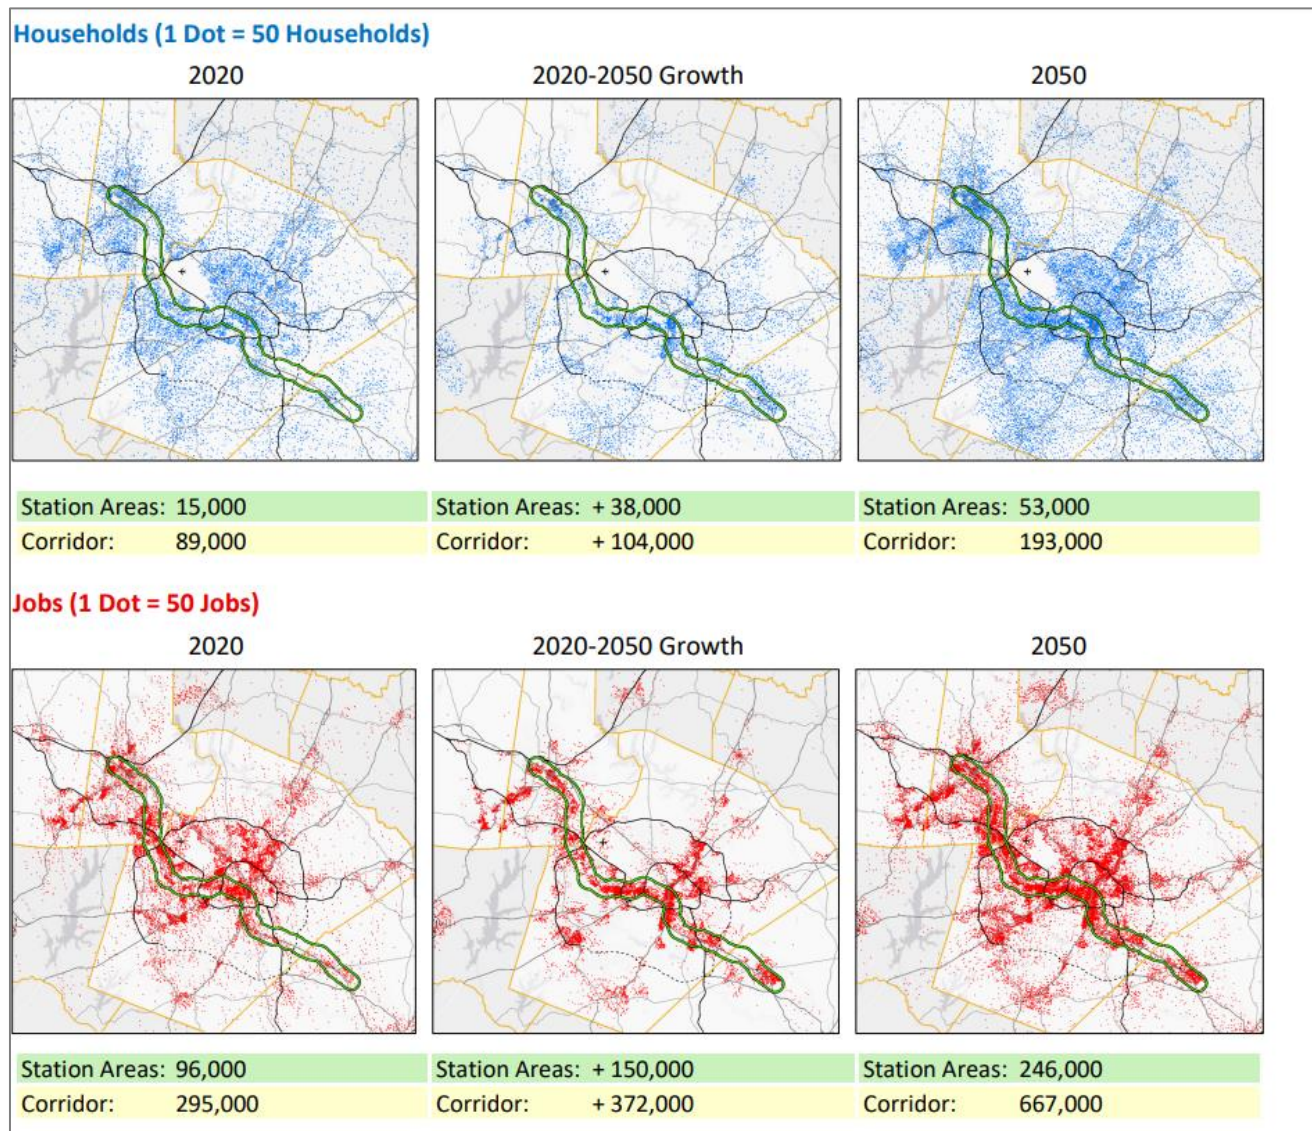 Households (1 Dot = 50 Households)
2020 2020-2050 Growth 2050
Station Areas: 15,000 Station Areas: + 38,000 Station Areas: 53,000
Corridor: 89,000 Corridor: + 104,000 Corridor: 193,000
Jobs (1 Dot = 50 Jobs)
2020 2020-2050 Growth 2050
Station Areas: 96,000 Station Areas: + 150,000 Station Areas: 246,000
Corridor: 295,000 Corridor: + 372,000 Corridor: 667,000